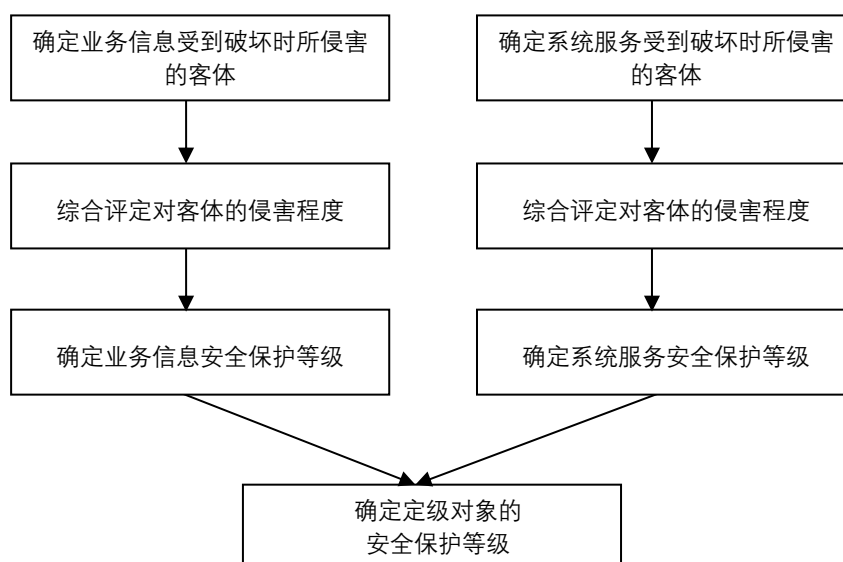 确定业务信息受到破坏时所侵害
的客体
确定系统服务受到破坏时所侵害
的客体
综合评定对客体的侵害程度
综合评定对客体的侵害程度
确定业务信息安全保护等级
确定系统服务安全保护等级
确定定级对象的
安全保护等级